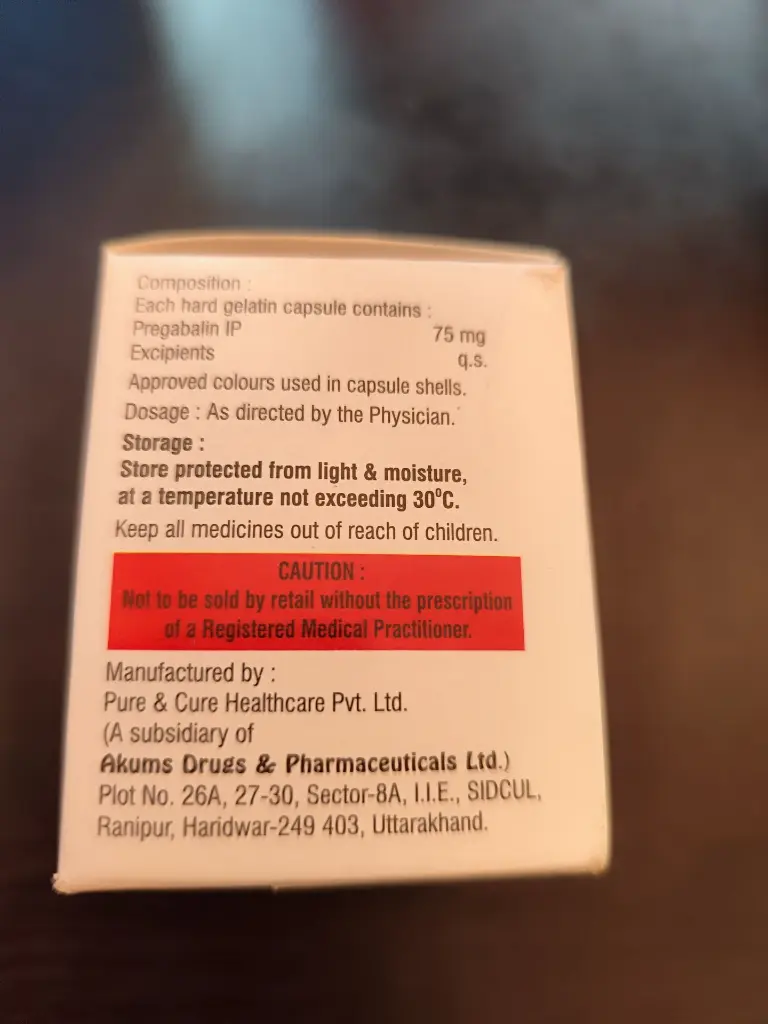 Composition :
Each hard gelatin capsule contains :
Pregabalin IP 75 mg
Excipients q.s.
Approved colours used in capsule shells.
Dosage : As directed by the Physician.
Storage :
Store protected from light & moisture,
at a temperature not exceeding 30°C.
Keep all medicines out of reach of children.
CAUTION :
Not to be sold by retail without the prescription
of a Registered Medical Practitioner.
Manufactured by :
Pure & Cure Healthcare Pvt. Ltd.
(A subsidiary of
Akums Drugs & Pharmaceuticals Ltd.)
Plot No. 26A, 27-30, Sector-8A, I.I.E., SIDCUL,
Ranipur, Haridwar-249 403, Uttarakhand.